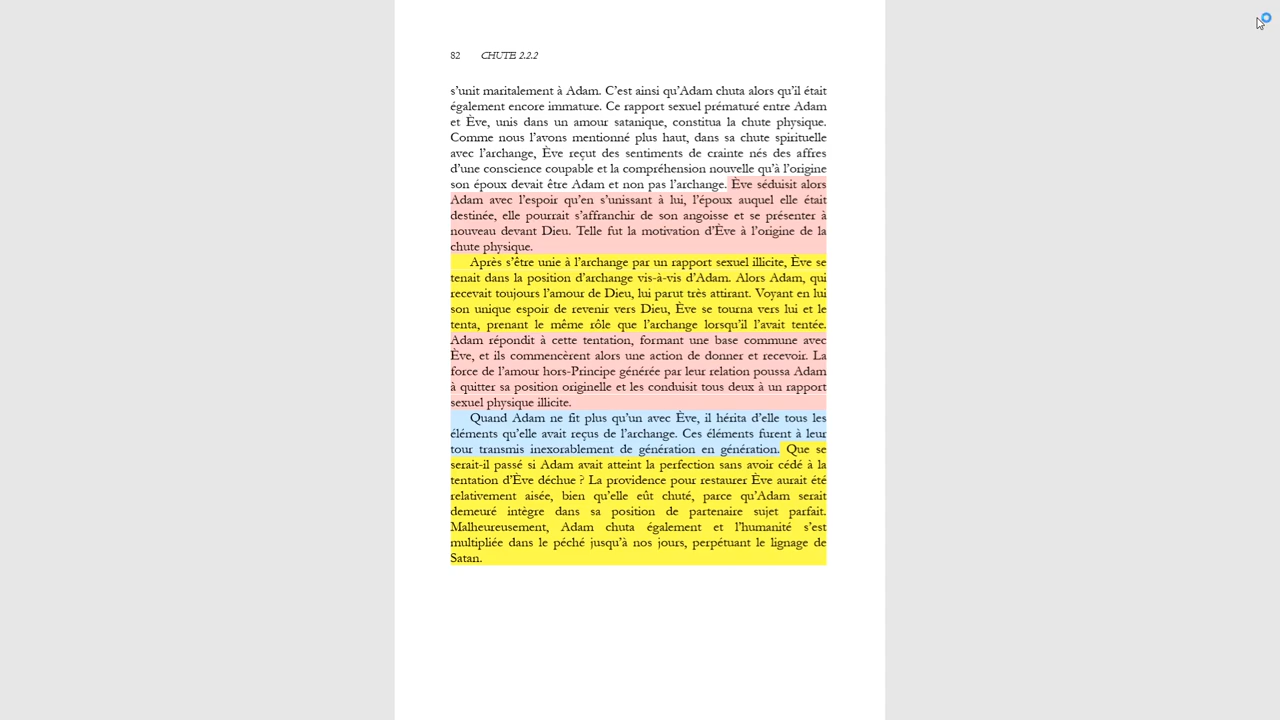 82 CHUTE 2.2.2
s’unit maritalement à Adam. C’est ainsi qu’Adam chuta alors qu’il était
également encore immature. Ce rapport sexuel prématuré entre Adam
et Ève, unis dans un amour satanique, constitua la chute physique.
Comme nous l’avons mentionné plus haut, dans sa chute spirituelle
avec l’archange, Ève reçut des sentiments de crainte nés des affres
d’une conscience coupable et la compréhension nouvelle qu’à l’origine
son époux devait être Adam et non pas l’archange. Ève séduisit alors
Adam avec l’espoir qu’en s’unissant à lui, l’époux auquel elle était
destinée, elle pourrait s’affranchir de son angoisse et se présenter à
nouveau devant Dieu. Telle fut la motivation d’Ève à l’origine de la
chute physique.
Après s’être unie à l’archange par un rapport sexuel illicite, Ève se
tenait dans la position d’archange vis-à-vis d’Adam. Alors Adam, qui
recevait toujours l’amour de Dieu, lui parut très attirant. Voyant en lui
son unique espoir de revenir vers Dieu, Ève se tourna vers lui et le
tenta, prenant le même rôle que l’archange lorsqu’il l’avait tentée.
Adam répondit à cette tentation, formant une base commune avec
Ève, et ils commencèrent alors une action de donner et recevoir. La
force de l’amour hors-Principe générée par leur relation poussa Adam
à quitter sa position originelle et les conduisit tous deux à un rapport
sexuel physique illicite.
Quand Adam ne fit plus qu’un avec Ève, il hérita d’elle tous les
éléments qu’elle avait reçus de l’archange. Ces éléments furent à leur
tour transmis inexorablement de génération en génération. Que se
serait-il passé si Adam avait atteint la perfection sans avoir cédé à la
tentation d’Ève déchue ? La providence pour restaurer Ève aurait été
relativement aisée, bien qu’elle eût chuté, parce qu’Adam serait
demeuré intègre dans sa position de partenaire sujet parfait.
Malheureusement, Adam chuta également et l’humanité s’est
multipliée dans le péché jusqu’à nos jours, perpétuant le lignage de
Satan.